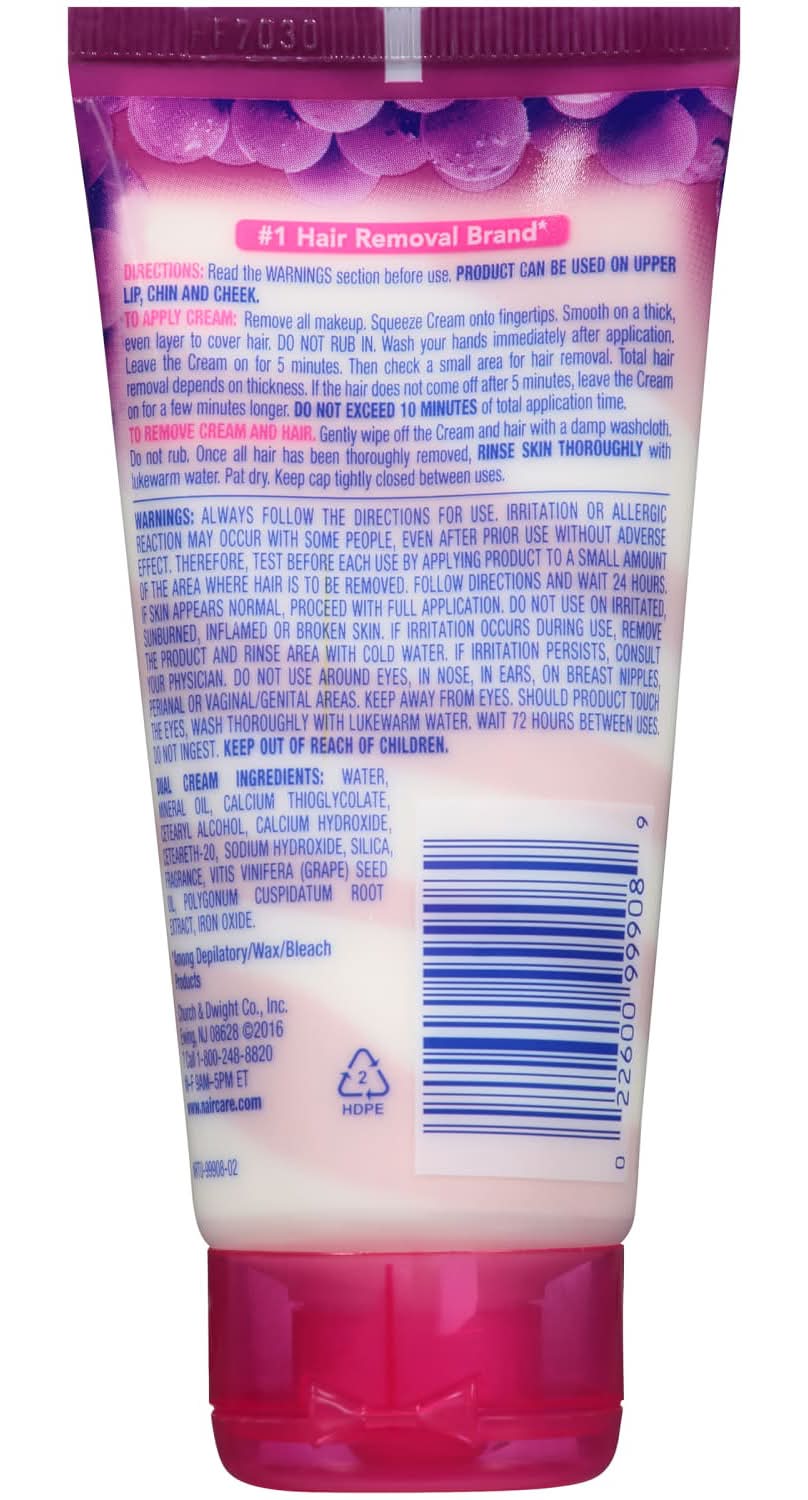 FF7030
#1 Hair Removal Brand*
DIRECTIONS: Read the WARNINGS section before use. PRODUCT CAN BE USED ON UPPER
LIP, CHIN AND CHEEK.
TO APPLY CREAM: Remove all makeup. Squeeze Cream onto fingertips. Smooth on a thick,
even layer to cover hair. DO NOT RUB IN. Wash your hands immediately after application.
Leave the Cream on for 5 minutes. Then check a small area for hair removal. Total hair
removal depends on thickness. If the hair does not come off after 5 minutes, leave the Cream
on for a few minutes longer. DO NOT EXCEED 10 MINUTES of total application time.
TO REMOVE CREAM AND HAIR. Gently wipe off the Cream and hair with a damp washcloth.
Do not rub. Once all hair has been thoroughly removed, RINSE SKIN THOROUGHLY with
lukewarm water. Pat dry. Keep cap tightly closed between uses.
WARNINGS: ALWAYS FOLLOW THE DIRECTIONS FOR USE. IRRITATION OR ALLERGIC
REACTION MAY OCCUR WITH SOME PEOPLE, EVEN AFTER PRIOR USE WITHOUT ADVERSE
EFFECT. THEREFORE, TEST BEFORE EACH USE BY APPLYING PRODUCT TO A SMALL AMOUNT
OF THE AREA WHERE HAIR IS TO BE REMOVED. FOLLOW DIRECTIONS AND WAIT 24 HOURS.
IF SKIN APPEARS NORMAL, PROCEED WITH FULL APPLICATION. DO NOT USE ON IRRITATED,
SUNBURNED, INFLAMED OR BROKEN SKIN. IF IRRITATION OCCURS DURING USE, REMOVE
THE PRODUCT AND RINSE AREA WITH COLD WATER. IF IRRITATION PERSISTS, CONSULT
YOUR PHYSICIAN. DO NOT USE AROUND EYES, IN NOSE, IN EARS, ON BREAST NIPPLES,
PERIANAL OR VAGINAL/GENITAL AREAS. KEEP AWAY FROM EYES. SHOULD PRODUCT TOUCH
THE EYES, WASH THOROUGHLY WITH LUKEWARM WATER. WAIT 72 HOURS BETWEEN USES.
DO NOT INGEST. KEEP OUT OF REACH OF CHILDREN.
DUAL CREAM INGREDIENTS: WATER,
MINERAL OIL, CALCIUM THIOGLYCOLATE,
CETEARYL ALCOHOL, CALCIUM HYDROXIDE,
CETEARETH-20, SODIUM HYDROXIDE, SILICA,
FRAGRANCE, VITIS VINIFERA (GRAPE) SEED
OIL, POLYGONUM CUSPIDATUM ROOT
EXTRACT, IRON OXIDE.
*Among Depilatory/Wax/Bleach
Products
Church & Dwight Co., Inc.
Ewing, NJ 08628 ©2016
? Call 1-800-248-8820
M-F 9AM-5PM ET
www.naircare.com
2
HDPE
0 22600 99908 9
NRTU-99908-02